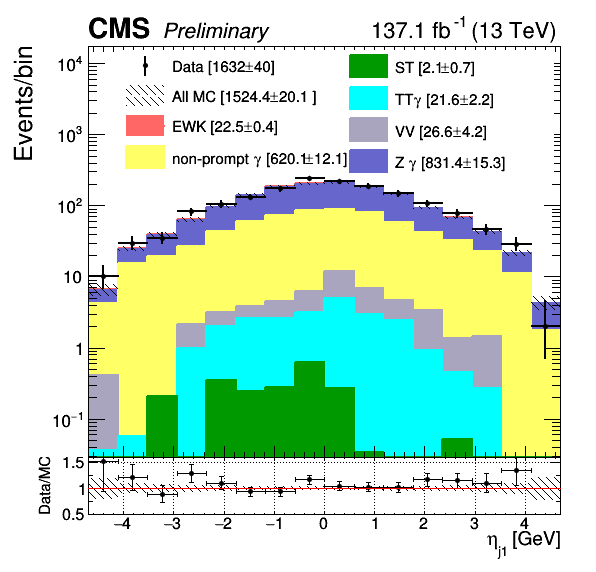 CMS Preliminary 137.1 fb⁻¹ (13 TeV)
Events/bin
Data [1632±40]
All MC [1524.4±20.1 ]
EWK [22.5±0.4]
non-prompt γ [620.1±12.1]
ST [2.1±0.7]
TTγ [21.6±2.2]
VV [26.6±4.2]
Z γ [831.4±15.3]
10⁴
10³
10²
10
1
10⁻¹
Data/MC
1.5
1
0.5
−4 −3 −2 −1 0 1 2 3 4
η_j1 [GeV]